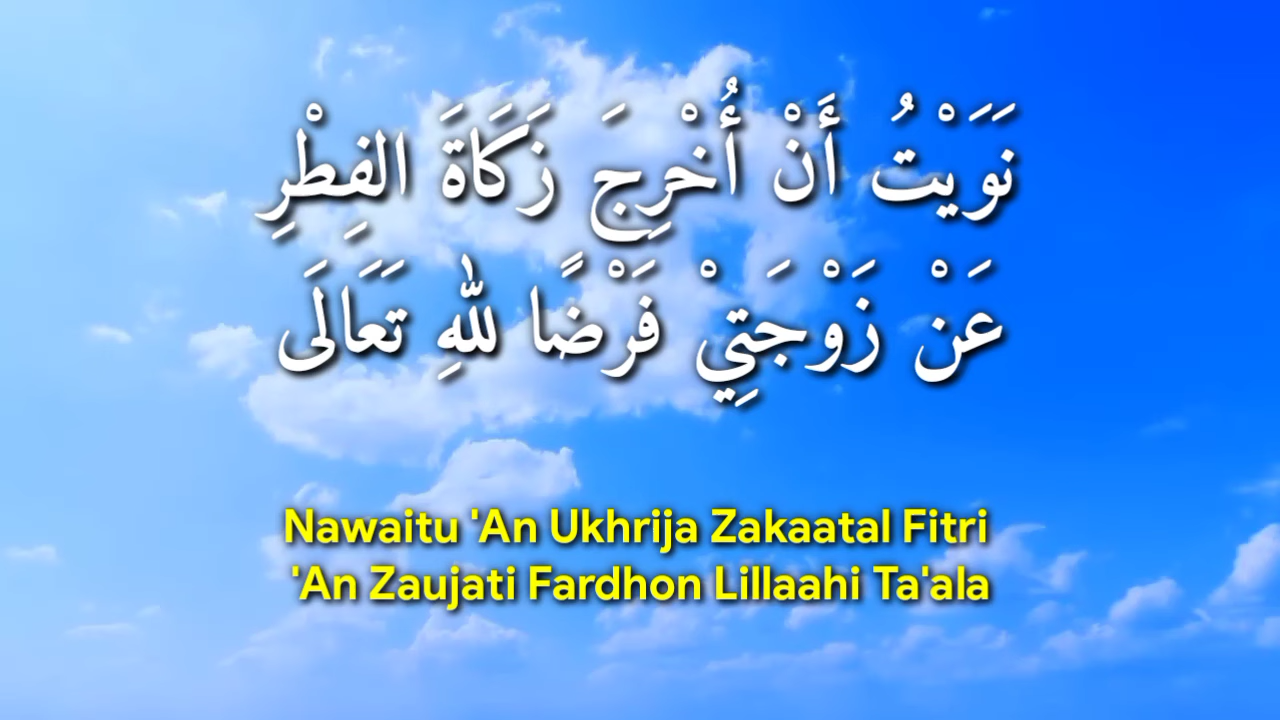 نَوَيْتُ أَنْ أُخْرِجَ زَكَاةَ الفِطْرِ
عَنْ زَوْجَتِيْ فَرْضًا لِلّٰهِ تَعَالَى
Nawaitu 'An Ukhrija Zakaatal Fitri
'An Zaujati Fardhon Lillaahi Ta'ala